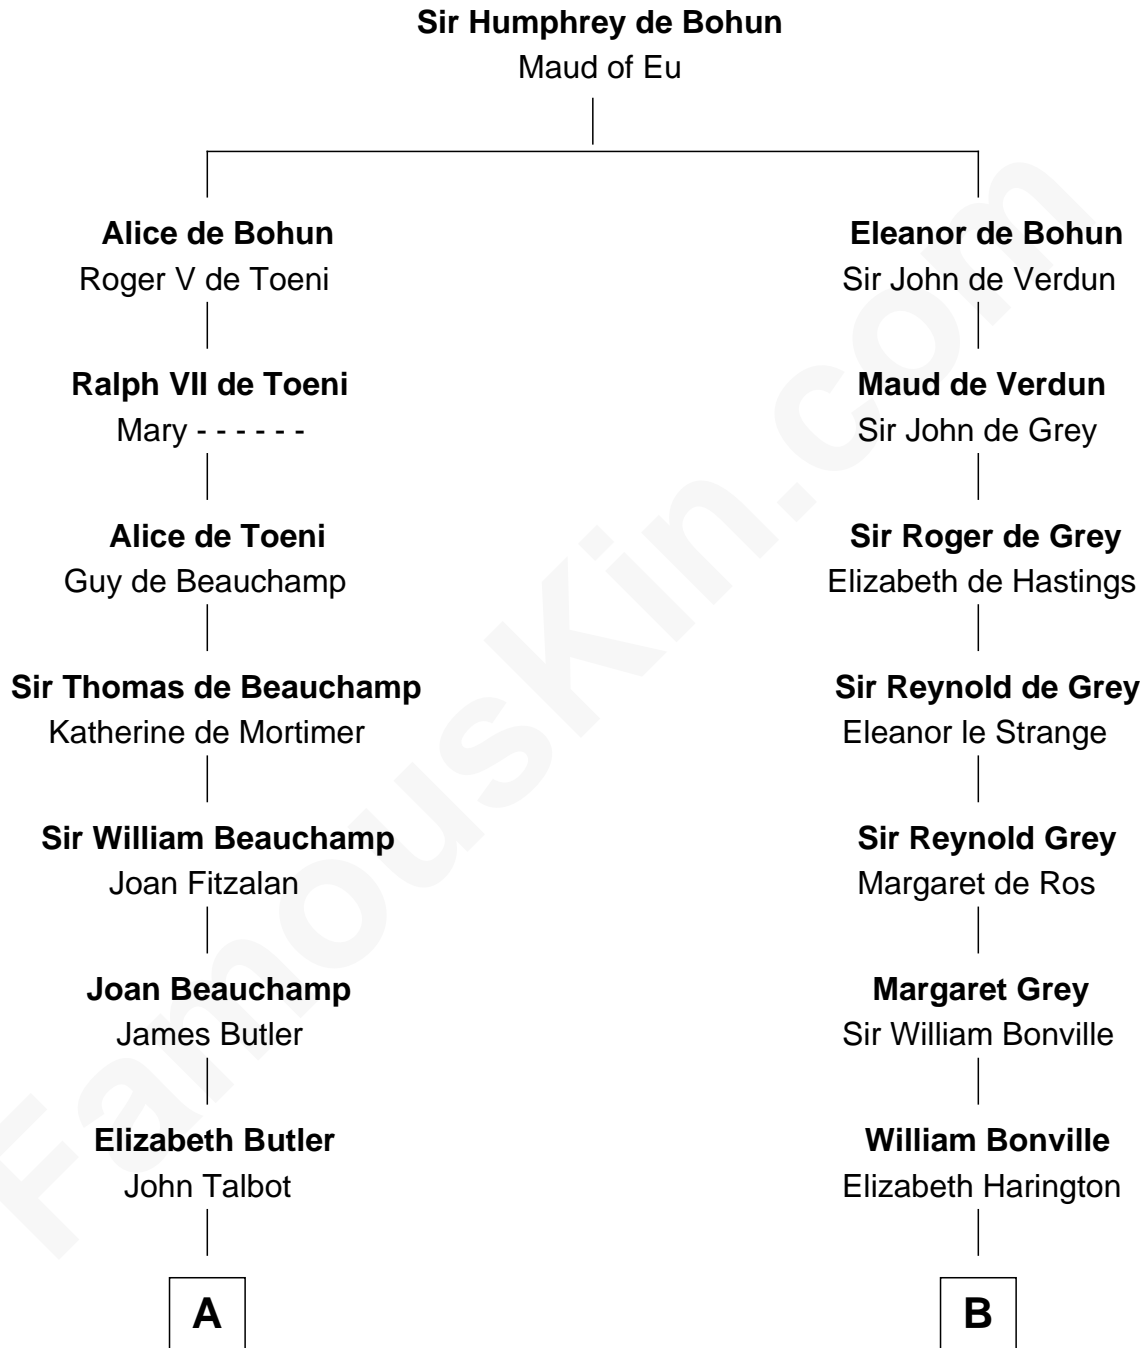 Sir Humphrey de Bohun
Maud of Eu
Alice de Bohun
Roger V de Toeni
Ralph VII de Toeni
Mary - - - - - -
Alice de Toeni
Guy de Beauchamp
Sir Thomas de Beauchamp
Katherine de Mortimer
Sir William Beauchamp
Joan Fitzalan
Joan Beauchamp
James Butler
Elizabeth Butler
John Talbot
A
Eleanor de Bohun
Sir John de Verdun
Maud de Verdun
Sir John de Grey
Sir Roger de Grey
Elizabeth de Hastings
Sir Reynold de Grey
Eleanor le Strange
Sir Reynold Grey
Margaret de Ros
Margaret Grey
Sir William Bonville
William Bonville
Elizabeth Harington
B
FamousKin.com